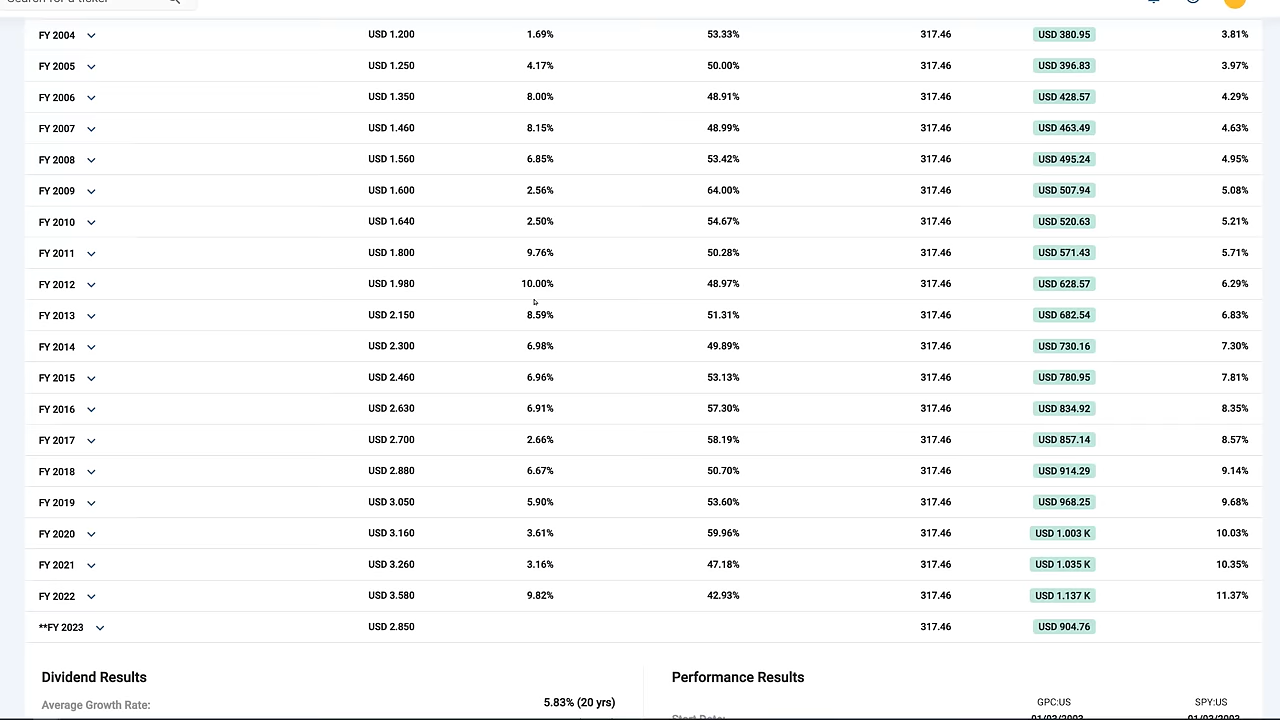 Search for a ticker
FY 2004 USD 1.200 1.69% 53.33% 317.46 USD 380.95 3.81%
FY 2005 USD 1.250 4.17% 50.00% 317.46 USD 396.83 3.97%
FY 2006 USD 1.350 8.00% 48.91% 317.46 USD 428.57 4.29%
FY 2007 USD 1.460 8.15% 48.99% 317.46 USD 463.49 4.63%
FY 2008 USD 1.560 6.85% 53.42% 317.46 USD 495.24 4.95%
FY 2009 USD 1.600 2.56% 64.00% 317.46 USD 507.94 5.08%
FY 2010 USD 1.640 2.50% 54.67% 317.46 USD 520.63 5.21%
FY 2011 USD 1.800 9.76% 50.28% 317.46 USD 571.43 5.71%
FY 2012 USD 1.980 10.00% 48.97% 317.46 USD 628.57 6.29%
FY 2013 USD 2.150 8.59% 51.31% 317.46 USD 682.54 6.83%
FY 2014 USD 2.300 6.98% 49.89% 317.46 USD 730.16 7.30%
FY 2015 USD 2.460 6.96% 53.13% 317.46 USD 780.95 7.81%
FY 2016 USD 2.630 6.91% 57.30% 317.46 USD 834.92 8.35%
FY 2017 USD 2.700 2.66% 58.19% 317.46 USD 857.14 8.57%
FY 2018 USD 2.880 6.67% 50.70% 317.46 USD 914.29 9.14%
FY 2019 USD 3.050 5.90% 53.60% 317.46 USD 968.25 9.68%
FY 2020 USD 3.160 3.61% 59.96% 317.46 USD 1.003 K 10.03%
FY 2021 USD 3.260 3.16% 47.18% 317.46 USD 1.035 K 10.35%
FY 2022 USD 3.580 9.82% 42.93% 317.46 USD 1.137 K 11.37%
**FY 2023 USD 2.850 317.46 USD 904.76
Dividend Results Performance Results
Average Growth Rate: 5.83% (20 yrs) GPC:US SPY:US
Start Date: 01/03/2003 01/02/2003